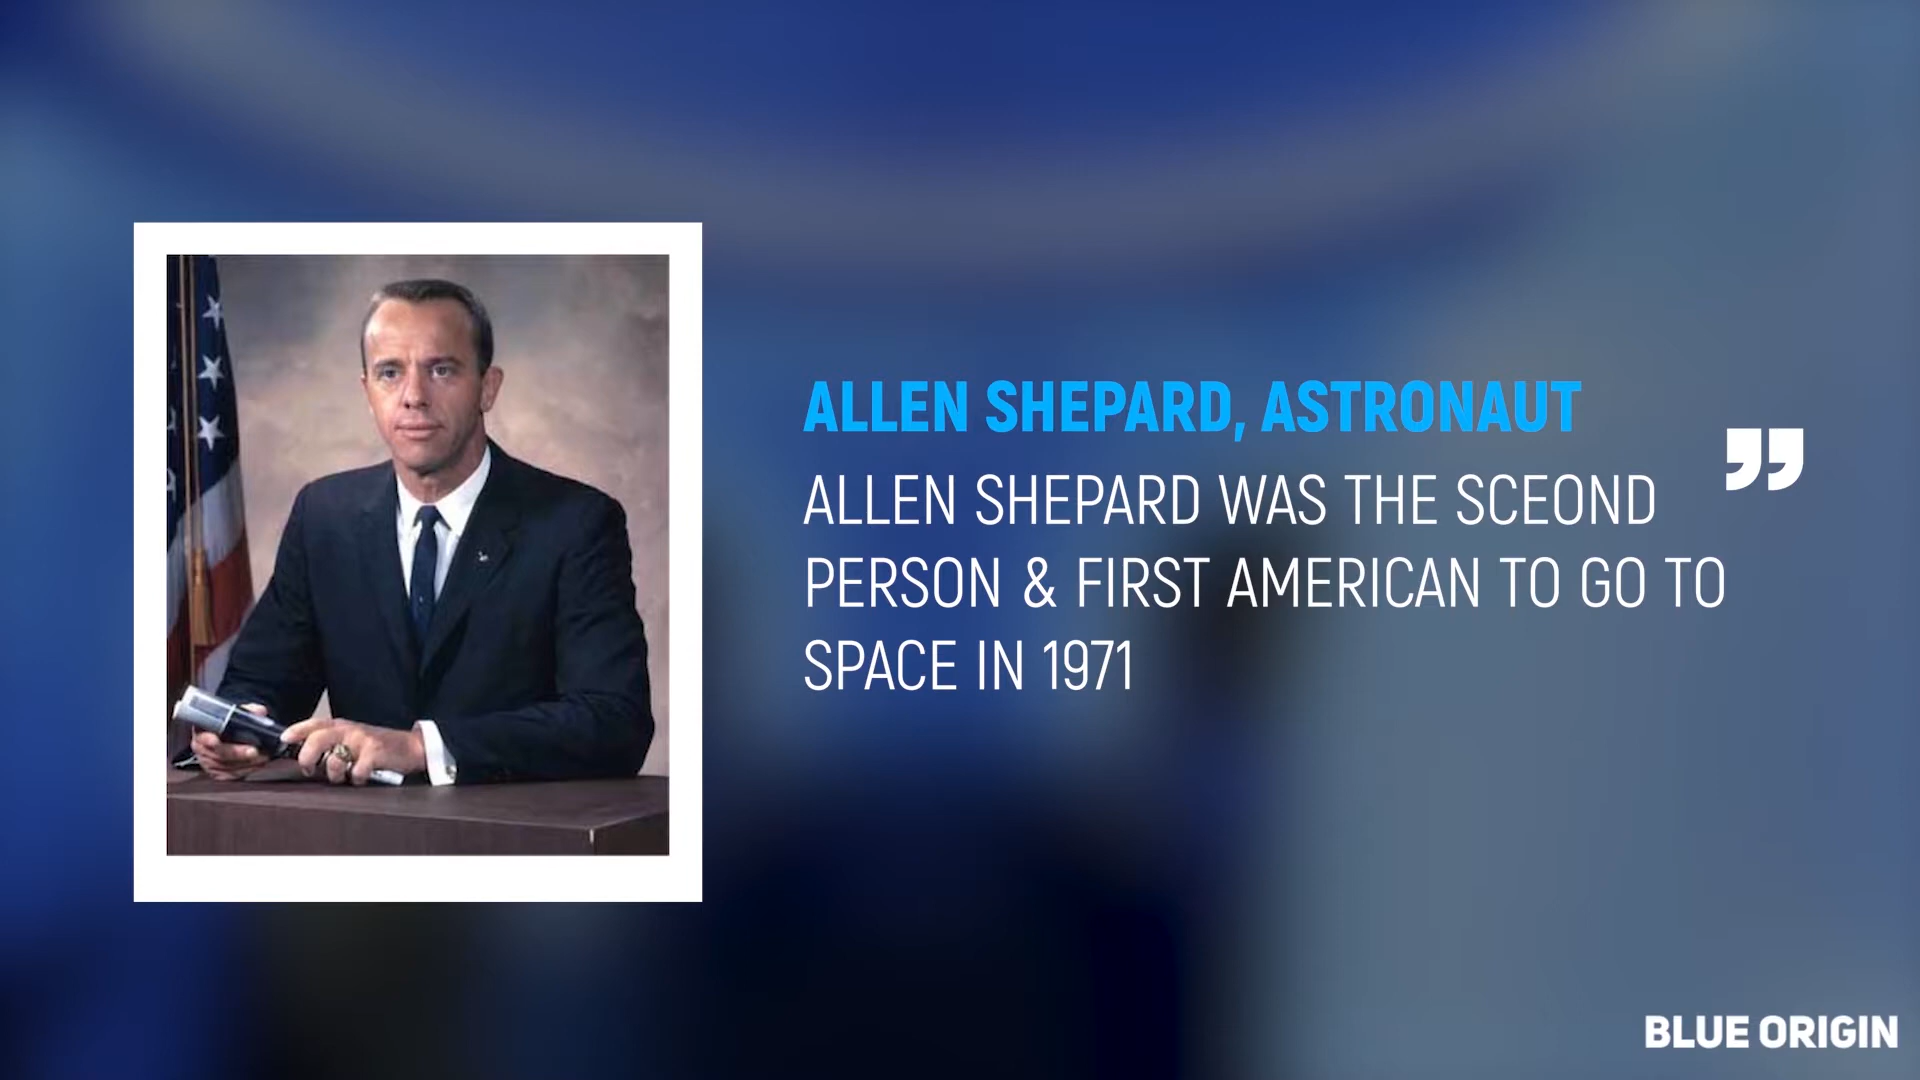 ALLEN SHEPARD, ASTRONAUT
”
ALLEN SHEPARD WAS THE SCEOND
PERSON & FIRST AMERICAN TO GO TO
SPACE IN 1971
BLUE ORIGIN